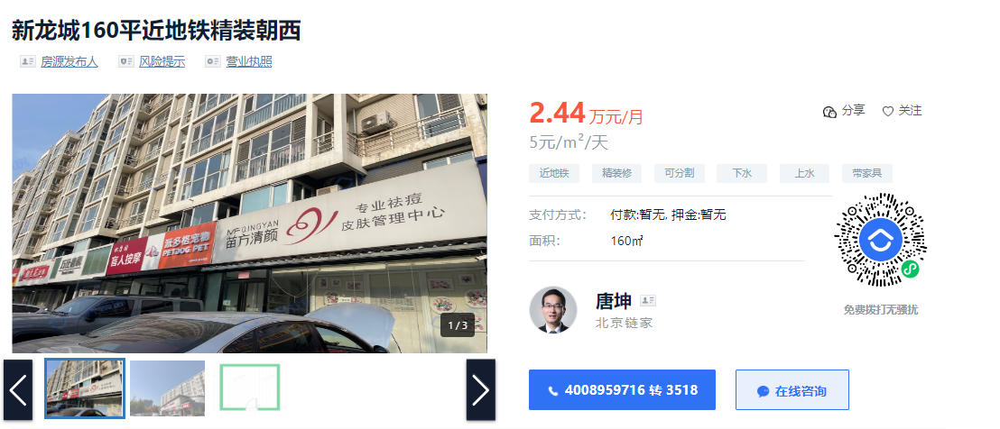 新龙城160平近地铁精装朝西
房源发布人 风险提示 营业执照
2.44 万元/月
分享 关注
5元/m²/天
近地铁 精装修 可分割 下水 上水 带家具
支付方式： 付款:暂无, 押金:暂无
面积： 160㎡
免费拨打无骚扰
唐坤
北京链家
4008959716 转 3518
在线咨询
MFQINGYAN
苗方清颜
专业祛痘
皮肤管理中心
派多格宠物
PETDOG PET
盲人按摩
1 / 3